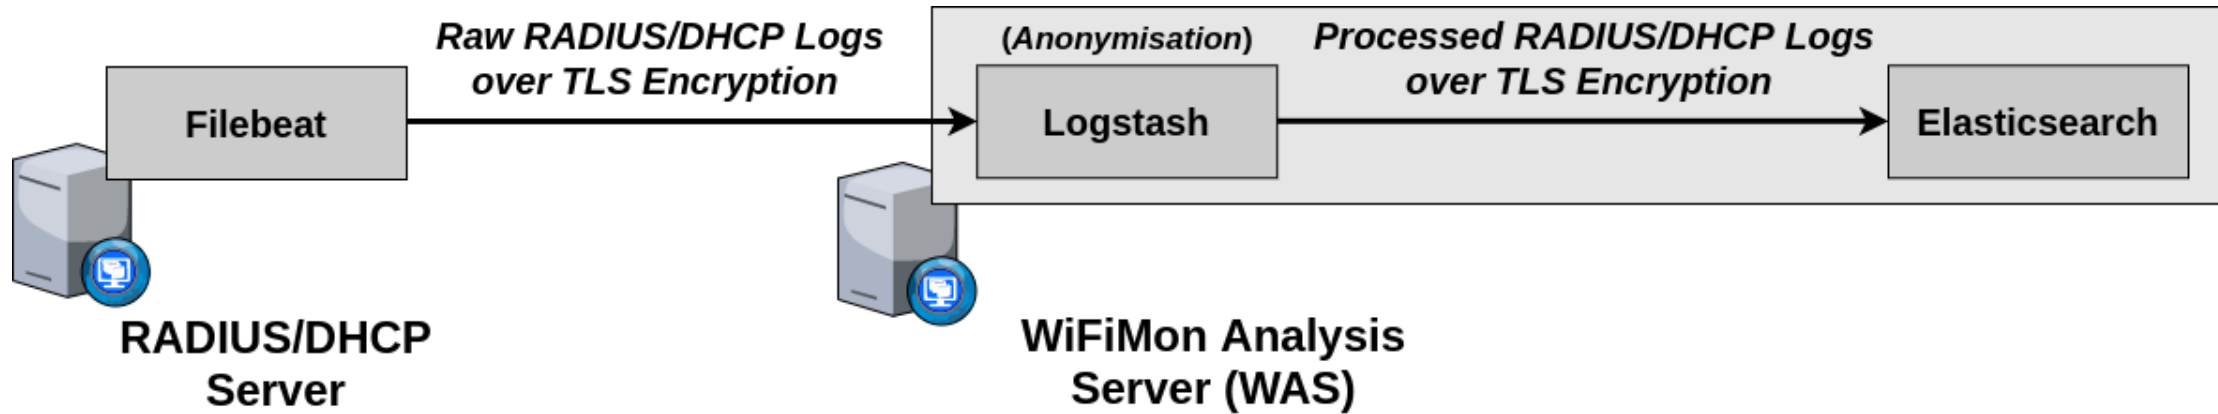 Raw RADIUS/DHCP Logs
over TLS Encryption
(Anonymisation)
Processed RADIUS/DHCP Logs
over TLS Encryption
Filebeat
Logstash
Elasticsearch
RADIUS/DHCP
Server
WiFiMon Analysis
Server (WAS)